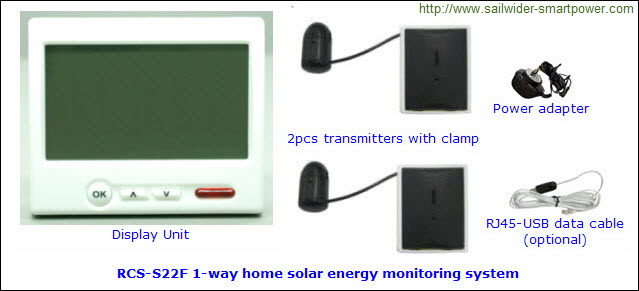 http://www.sailwider-smartpower.com
Power adapter
2pcs transmitters with clamp
OK
RJ45-USB data cable
(optional)
Display Unit
RCS-S22F 1-way home solar energy monitoring system